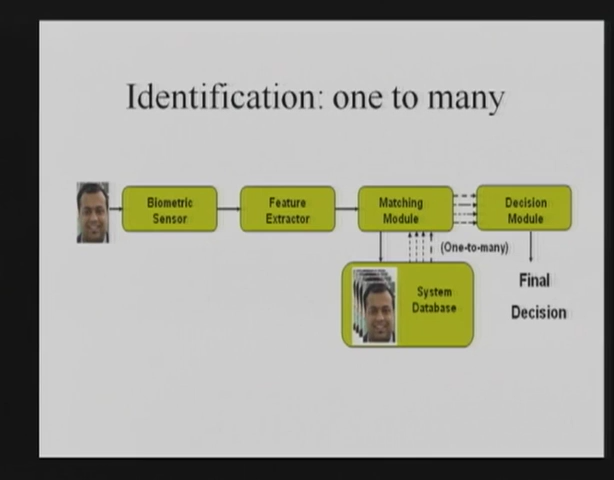 Identification: one to many
Biometric
Sensor
Feature
Extractor
Matching
Module
Decision
Module
(One-to-many)
System
Database
Final
Decision